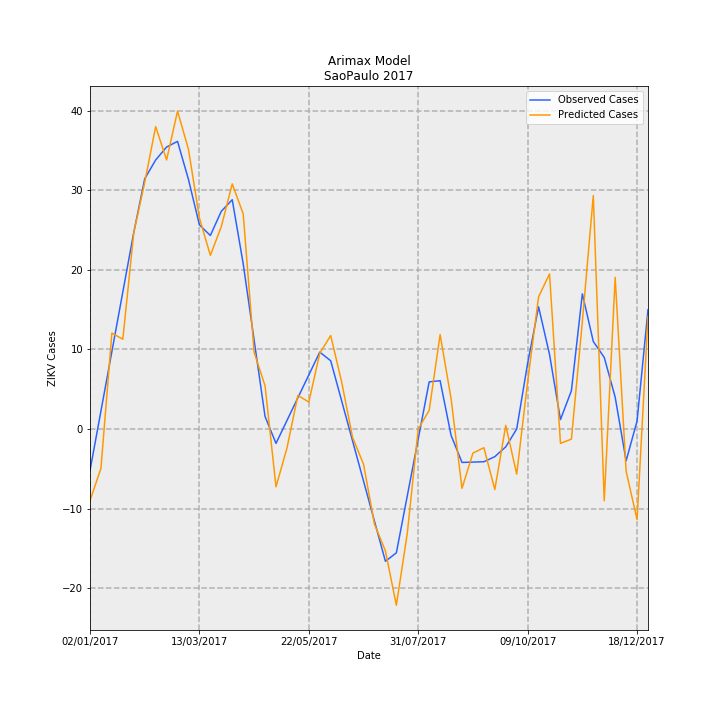 Arimax Model
SaoPaulo 2017
Observed Cases
Predicted Cases
ZIKV Cases
40
30
20
10
0
−10
−20
02/01/2017 13/03/2017 22/05/2017 31/07/2017 09/10/2017 18/12/2017
Date